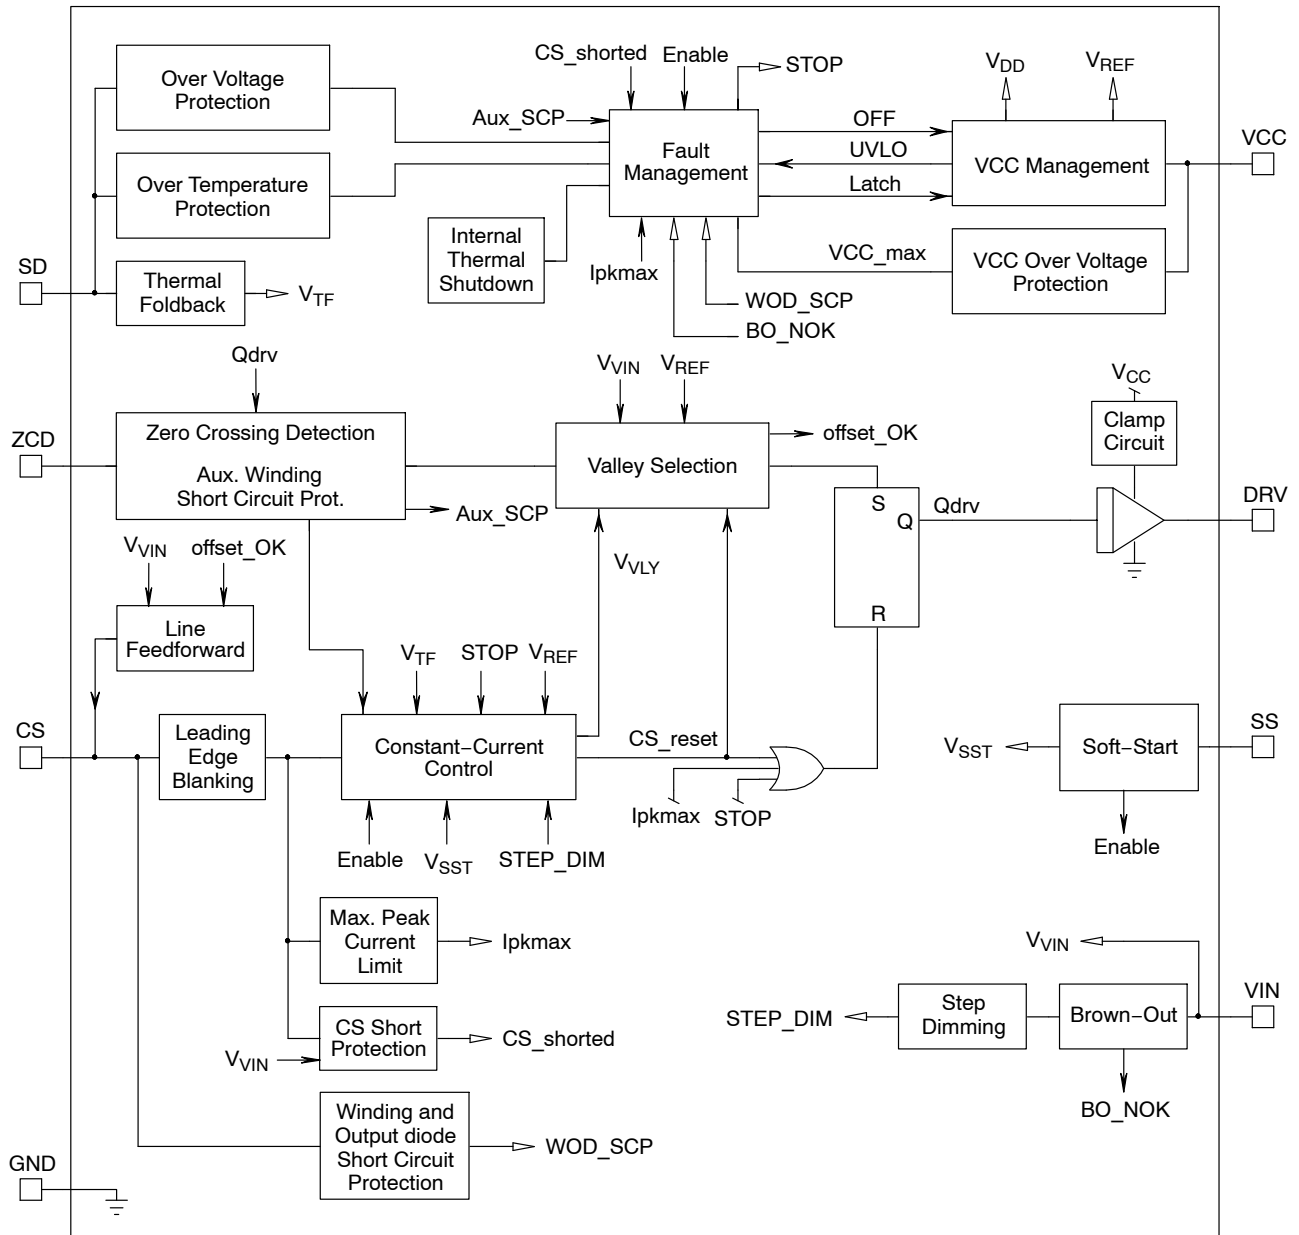 CS_shorted
Enable
STOP
VDD
VREF
Over Voltage
Protection
Aux_SCP
Fault
Management
OFF
UVLO
Latch
VCC Management
VCC
Over Temperature
Protection
Internal
Thermal
Shutdown
Ipkmax
VCC_max
VCC Over Voltage
Protection
SD
Thermal
Foldback
VTF
WOD_SCP
BO_NOK
Qdrv
VVIN
VREF
VCC
ZCD
Zero Crossing Detection
Aux. Winding
Short Circuit Prot.
Valley Selection
offset_OK
Clamp
Circuit
Aux_SCP
S
Q
R
Qdrv
DRV
VVIN
offset_OK
VVLY
Line
Feedforward
VTF
STOP
VREF
CS
Leading
Edge
Blanking
Constant–Current
Control
CS_reset
Ipkmax
STOP
VSST
Soft–Start
SS
Enable
VSST
STEP_DIM
Enable
Max. Peak
Current
Limit
Ipkmax
VVIN
CS Short
Protection
CS_shorted
VVIN
STEP_DIM
Step
Dimming
Brown–Out
VIN
BO_NOK
Winding and
Output diode
Short Circuit
Protection
WOD_SCP
GND